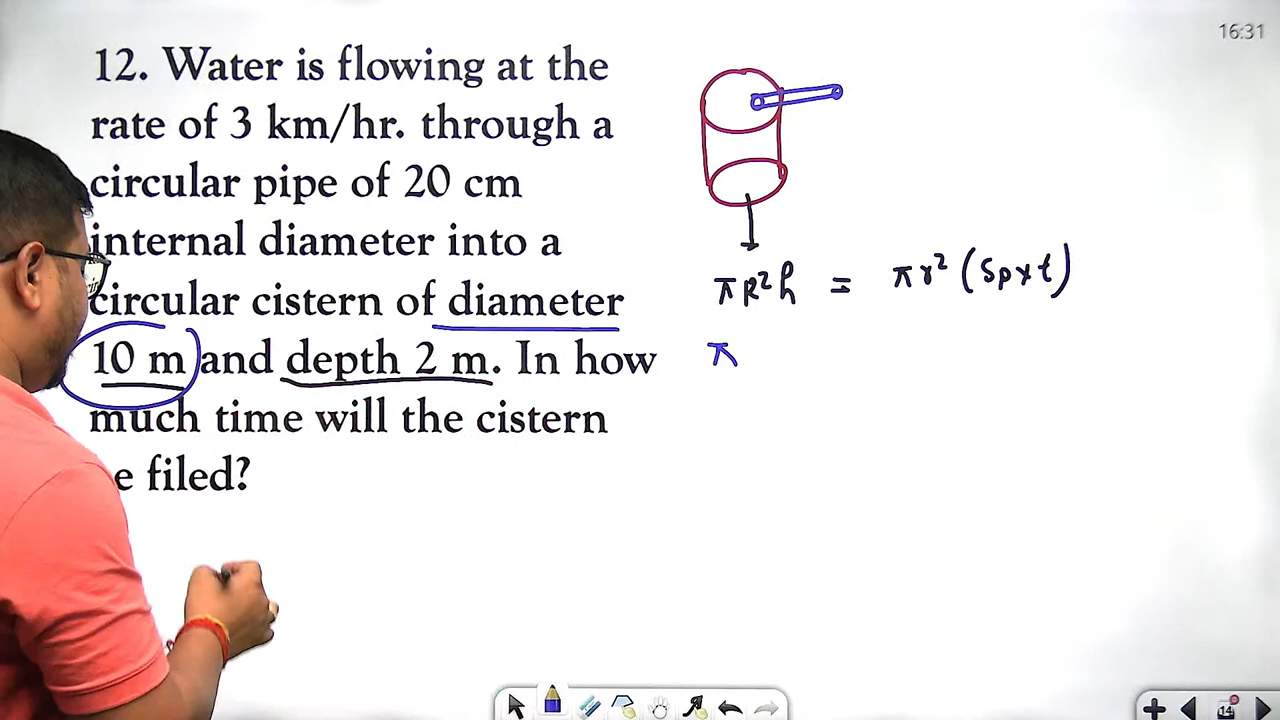 16:31
12. Water is flowing at the
rate of 3 km/hr. through a
circular pipe of 20 cm
internal diameter into a
circular cistern of diameter
10 m and depth 2 m. In how
much time will the cistern
e filed?
πR²h = πr² (Sp×t)
π
14